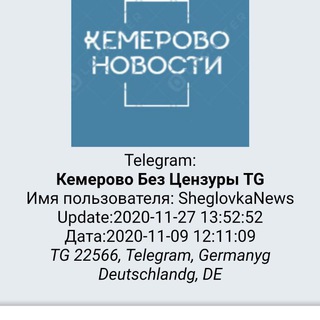 КЕМЕРОВО
НОВОСТИ
Telegram:
Кемерово Без Цензуры TG
Имя пользователя: SheglovkaNews
Update:2020-11-27 13:52:52
Дата:2020-11-09 12:11:09
TG 22566, Telegram, Germanyg
Deutschlandg, DE